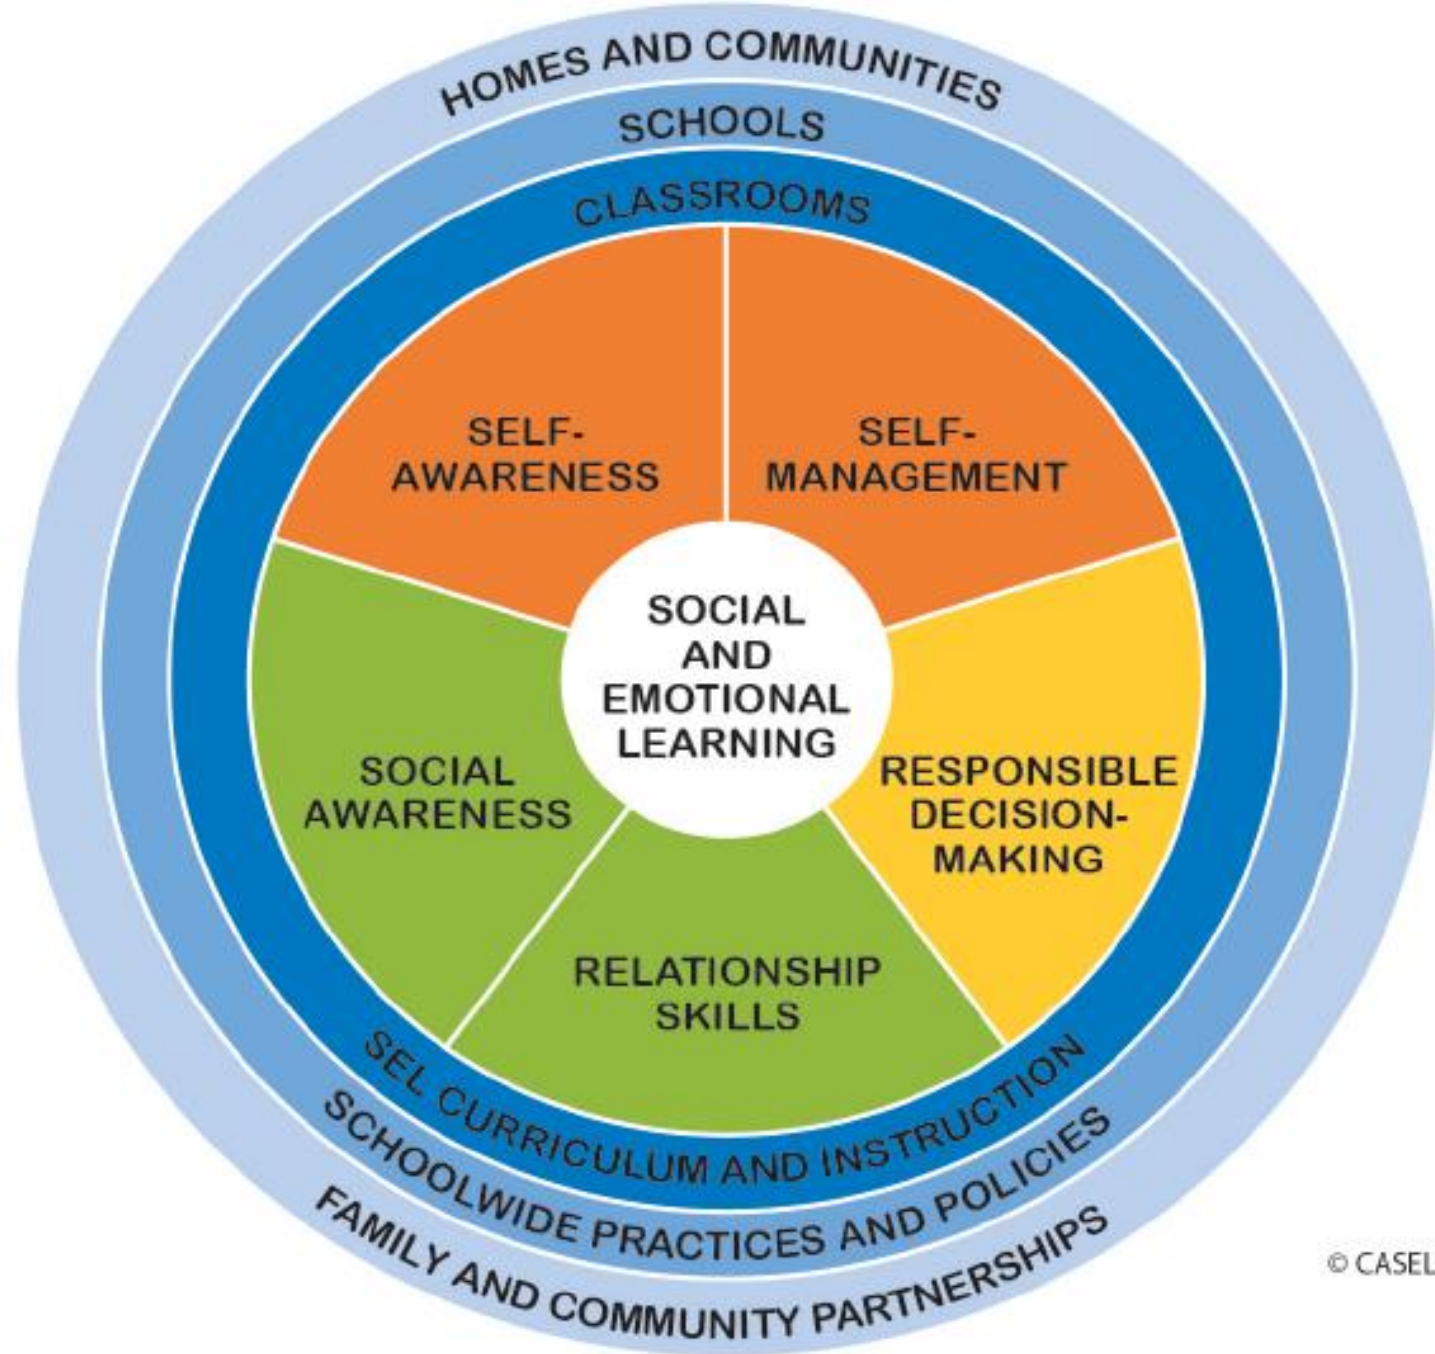 HOMES AND COMMUNITIES
SCHOOLS
CLASSROOMS
SELF-
AWARENESS
SELF-
MANAGEMENT
SOCIAL
AND
EMOTIONAL
LEARNING
SOCIAL
AWARENESS
RESPONSIBLE
DECISION-
MAKING
RELATIONSHIP
SKILLS
SEL CURRICULUM AND INSTRUCTION
SCHOOLWIDE PRACTICES AND POLICIES
FAMILY AND COMMUNITY PARTNERSHIPS
© CASEL